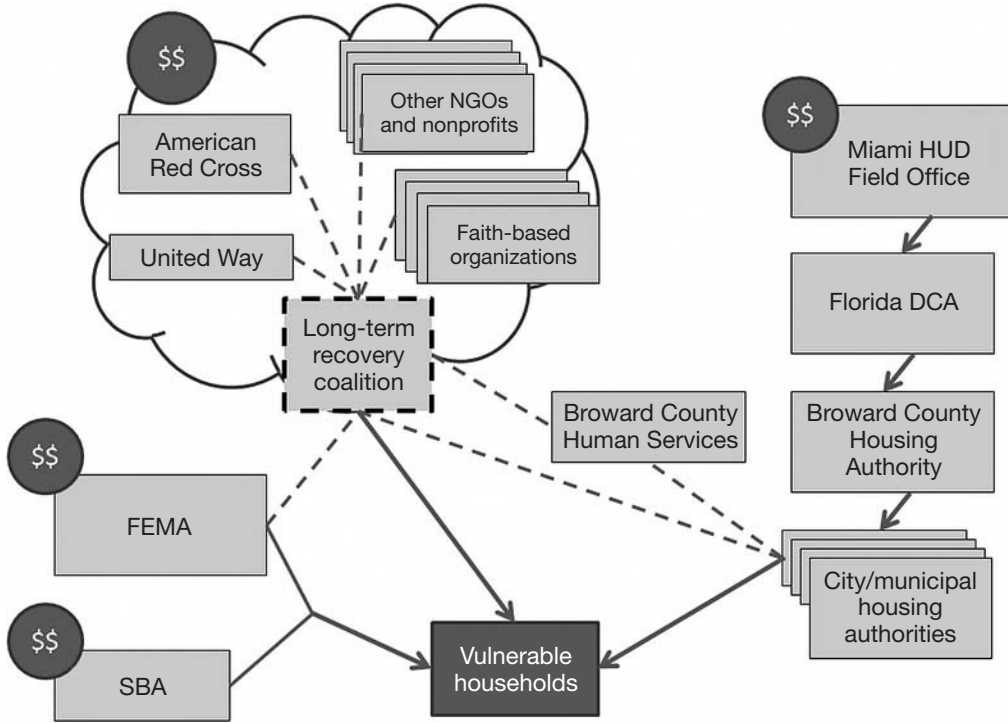 $$
American
Red Cross
Other NGOs
and nonprofits
United Way
Faith-based
organizations
Long-term
recovery
coalition
$$
Miami HUD
Field Office
Florida DCA
Broward County
Human Services
Broward County
Housing
Authority
City/municipal
housing
authorities
$$
FEMA
$$
SBA
Vulnerable
households